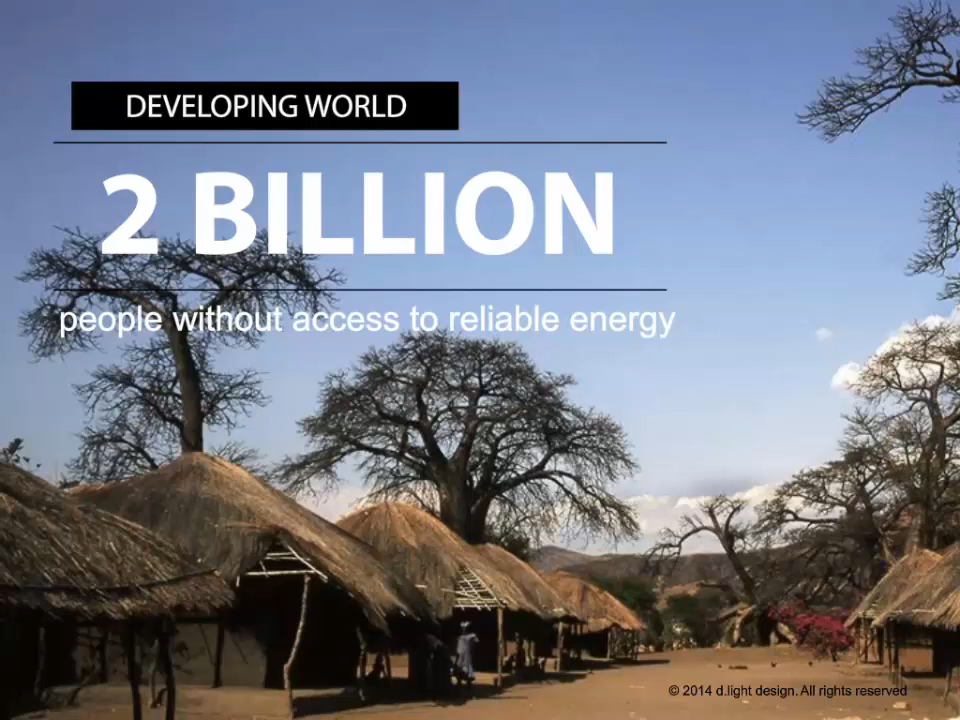 DEVELOPING WORLD
2 BILLION
people without access to reliable energy
© 2014 d.light design. All rights reserved